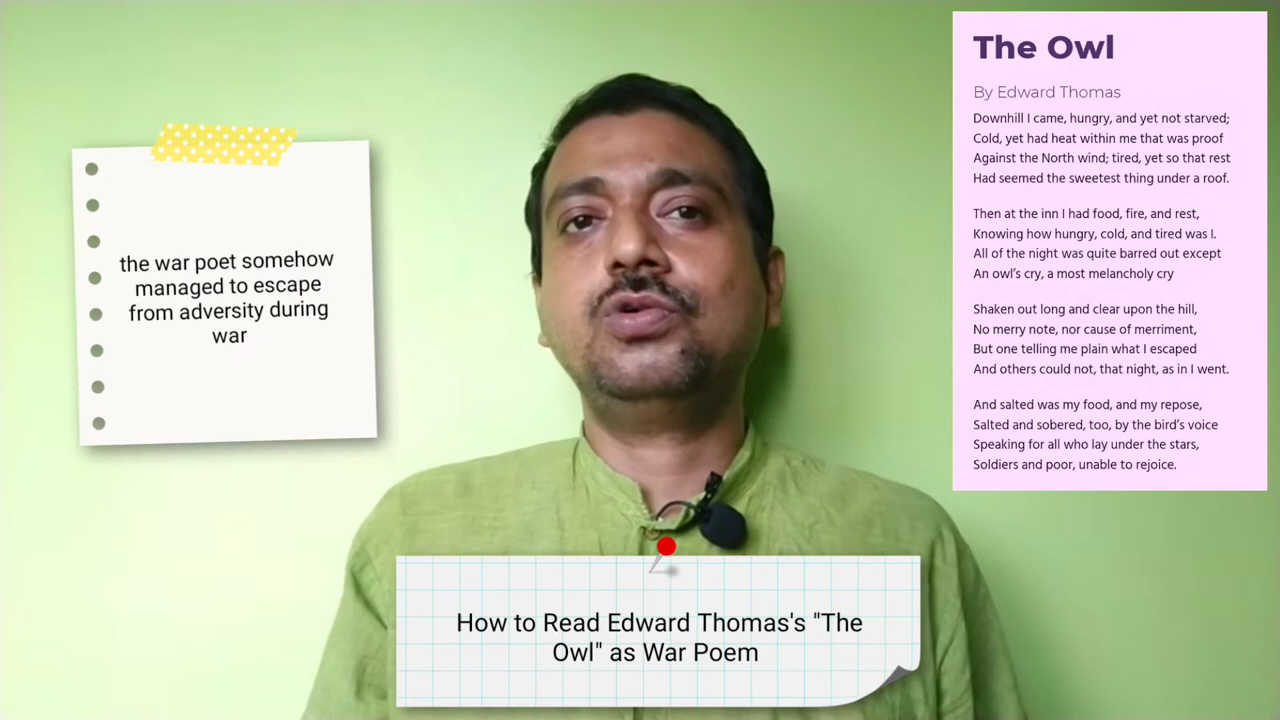 the war poet somehow
managed to escape
from adversity during
war
The Owl
By Edward Thomas
Downhill I came, hungry, and yet not starved;
Cold, yet had heat within me that was proof
Against the North wind; tired, yet so that rest
Had seemed the sweetest thing under a roof.
Then at the inn I had food, fire, and rest,
Knowing how hungry, cold, and tired was I.
All of the night was quite barred out except
An owl’s cry, a most melancholy cry
Shaken out long and clear upon the hill,
No merry note, nor cause of merriment,
But one telling me plain what I escaped
And others could not, that night, as in I went.
And salted was my food, and my repose,
Salted and sobered, too, by the bird’s voice
Speaking for all who lay under the stars,
Soldiers and poor, unable to rejoice.
How to Read Edward Thomas's "The
Owl" as War Poem